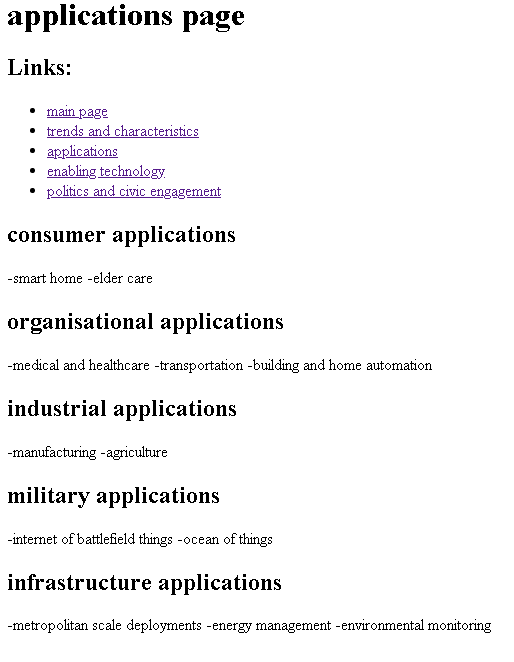 applications page
Links:
main page
trends and characteristics
applications
enabling technology
politics and civic engagement
consumer applications
-smart home -elder care
organisational applications
-medical and healthcare -transportation -building and home automation
industrial applications
-manufacturing -agriculture
military applications
-internet of battlefield things -ocean of things
infrastructure applications
-metropolitan scale deployments -energy management -environmental monitoring